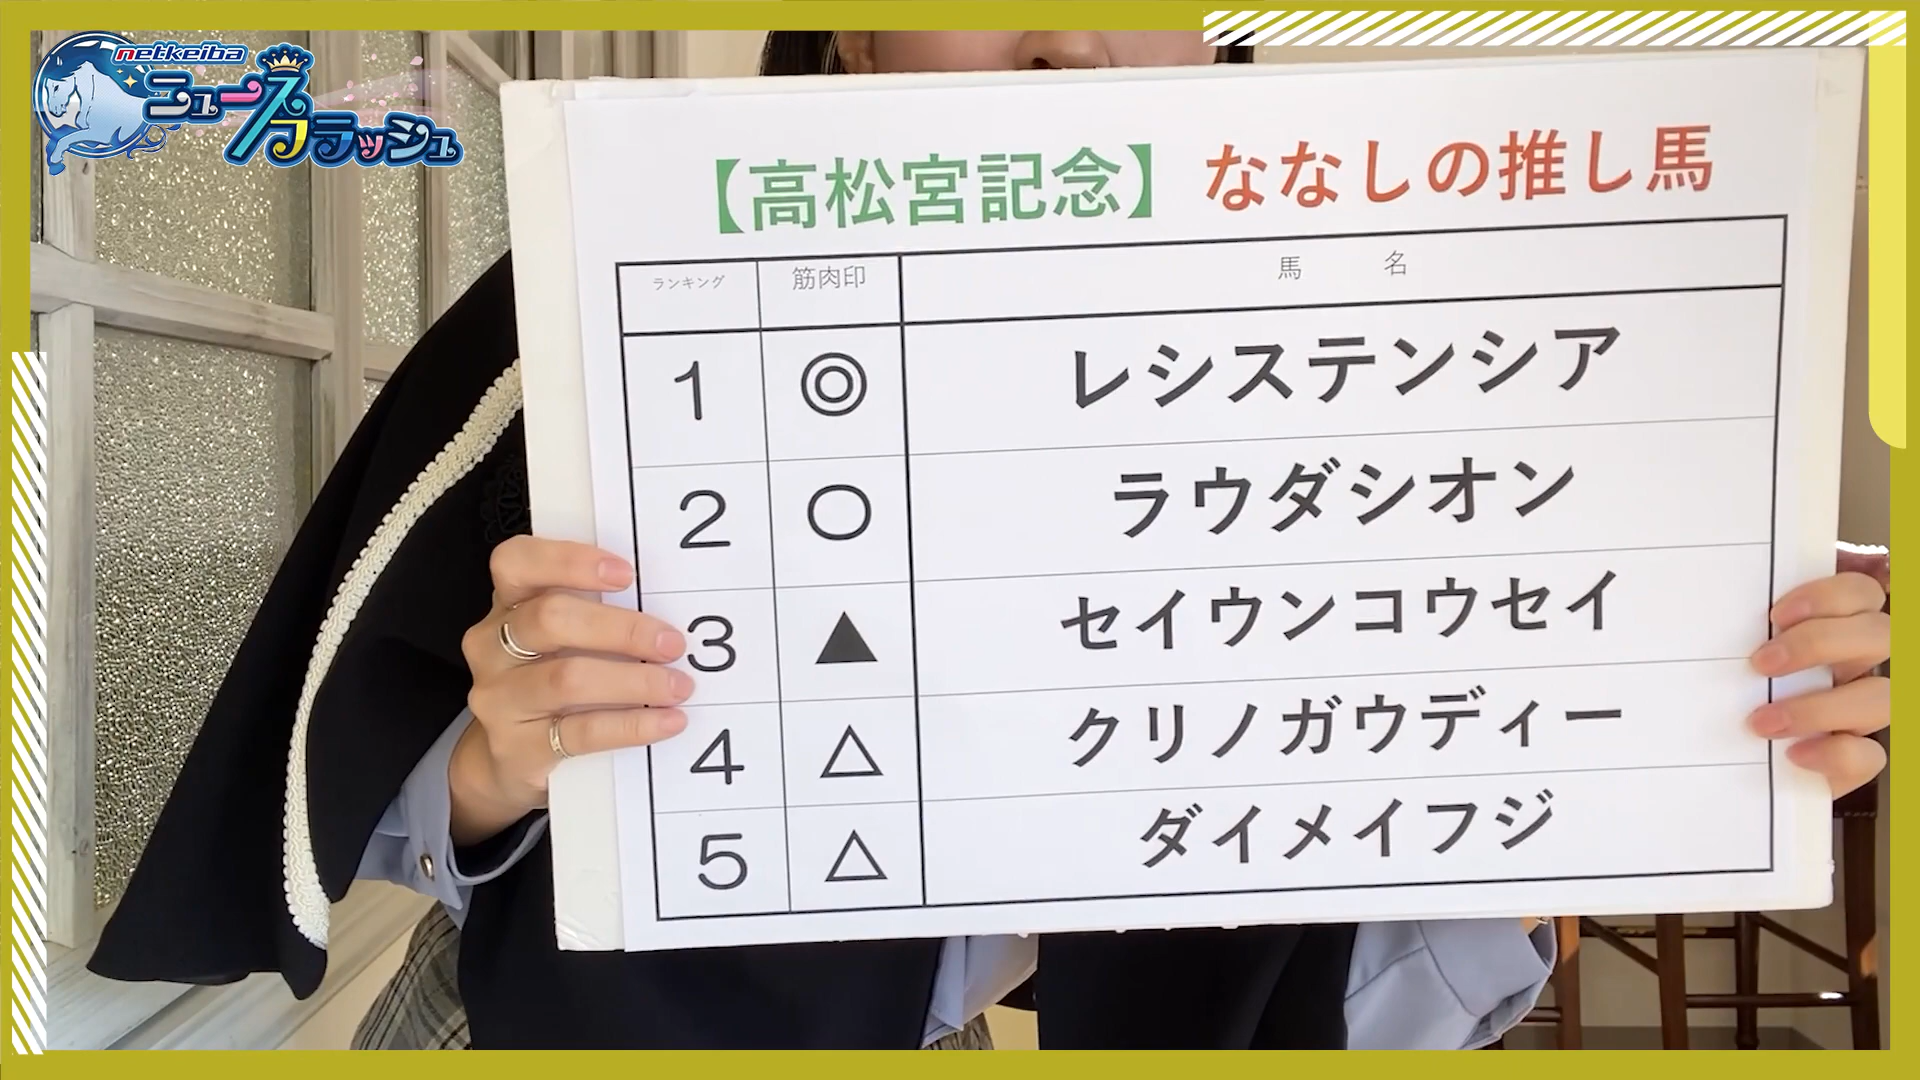 netkeiba
ニュースフラッシュ
【高松宮記念】ななしの推し馬
ランキング 筋肉印 馬名
1 ◎ レシステンシア
2 ○ ラウダシオン
3 ▲ セイウンコウセイ
4 △ クリノガウディー
5 △ ダイメイフジ